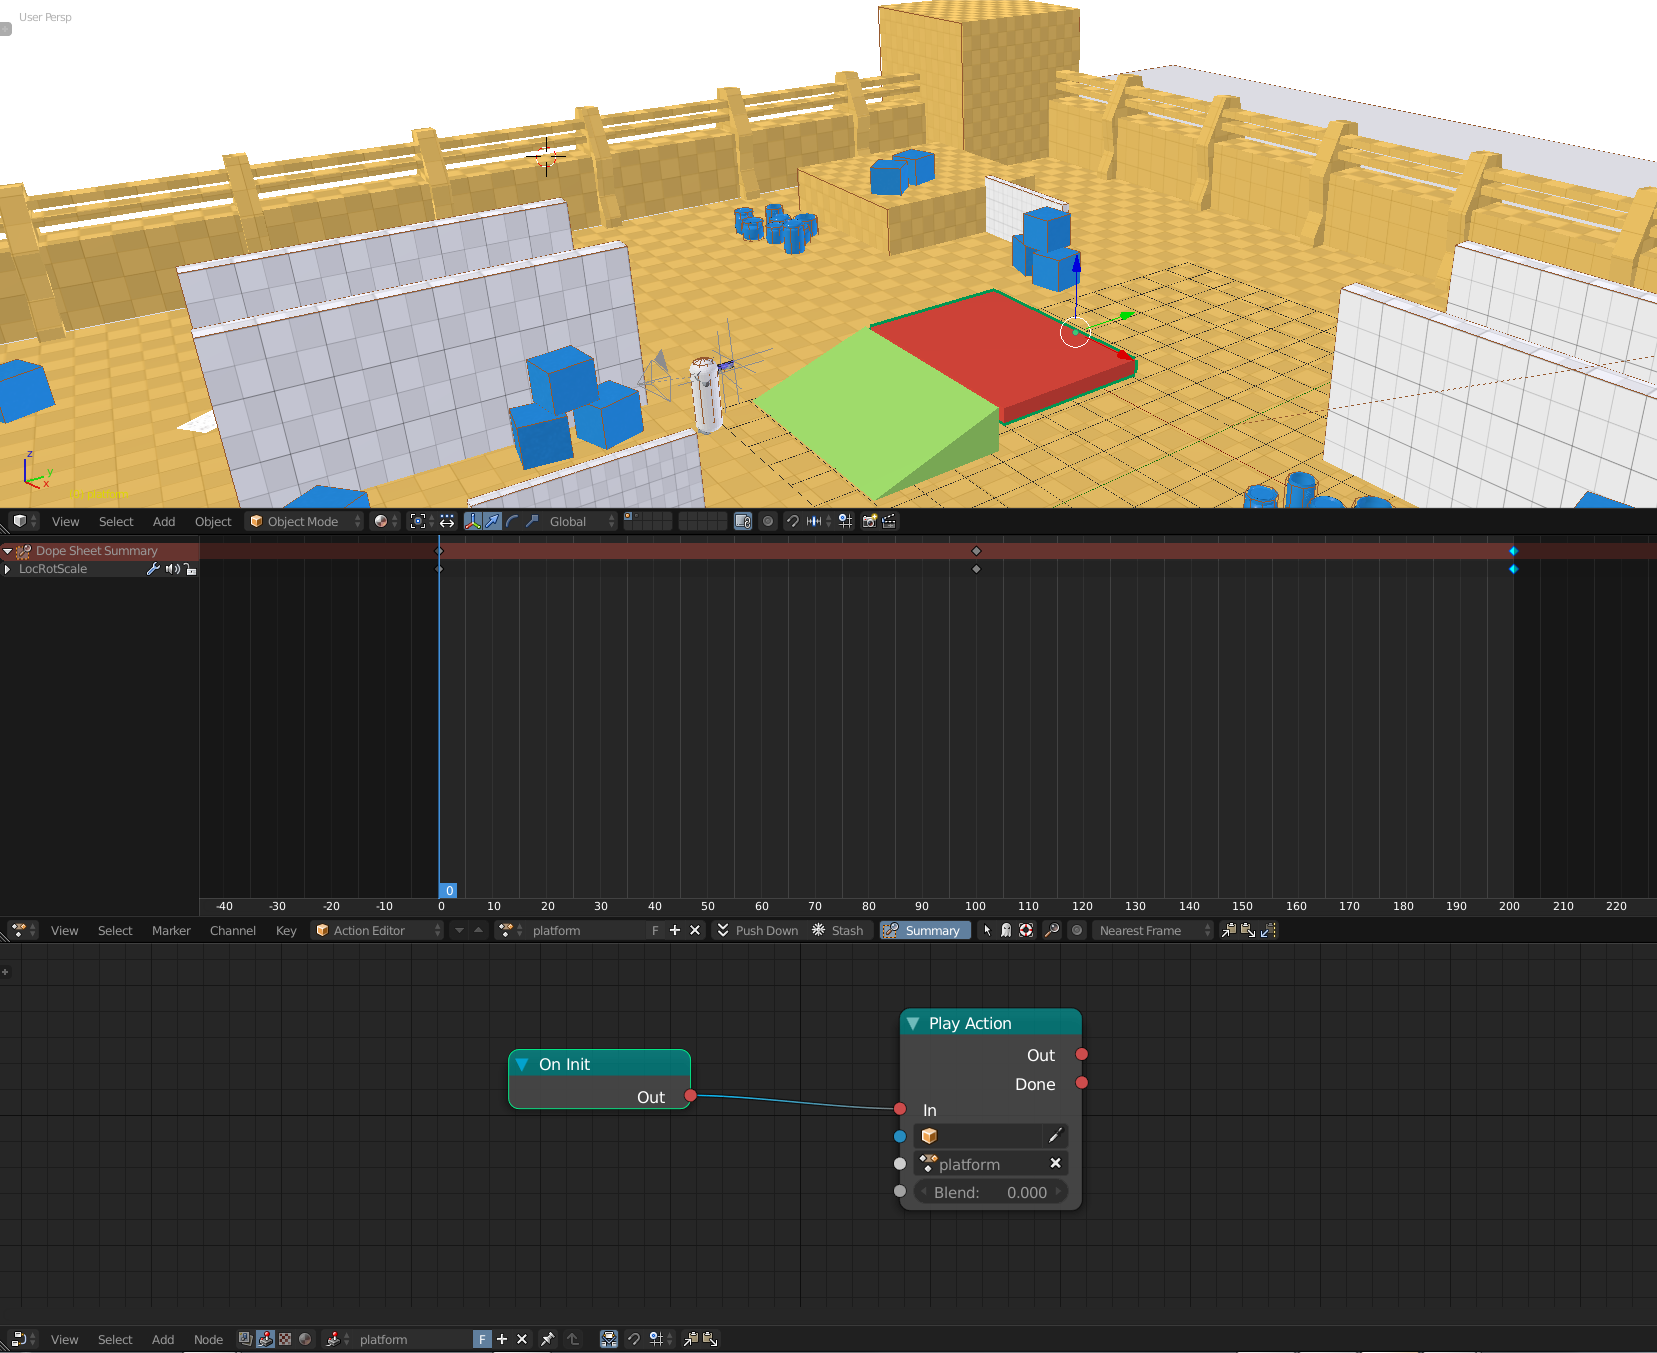 User Persp
z
y
x
(0) platform
View Select Add Object Object Mode Global
Dope Sheet Summary
LocRotScale
0
-40 -30 -20 -10 0 10 20 30 40 50 60 70 80 90 100 110 120 130 140 150 160 170 180 190 200 210 220
View Select Marker Channel Key Action Editor platform F Push Down Stash Summary Nearest Frame
Play Action
Out
Done
On Init
Out
In
platform
Blend: 0.000
View Select Add Node platform F